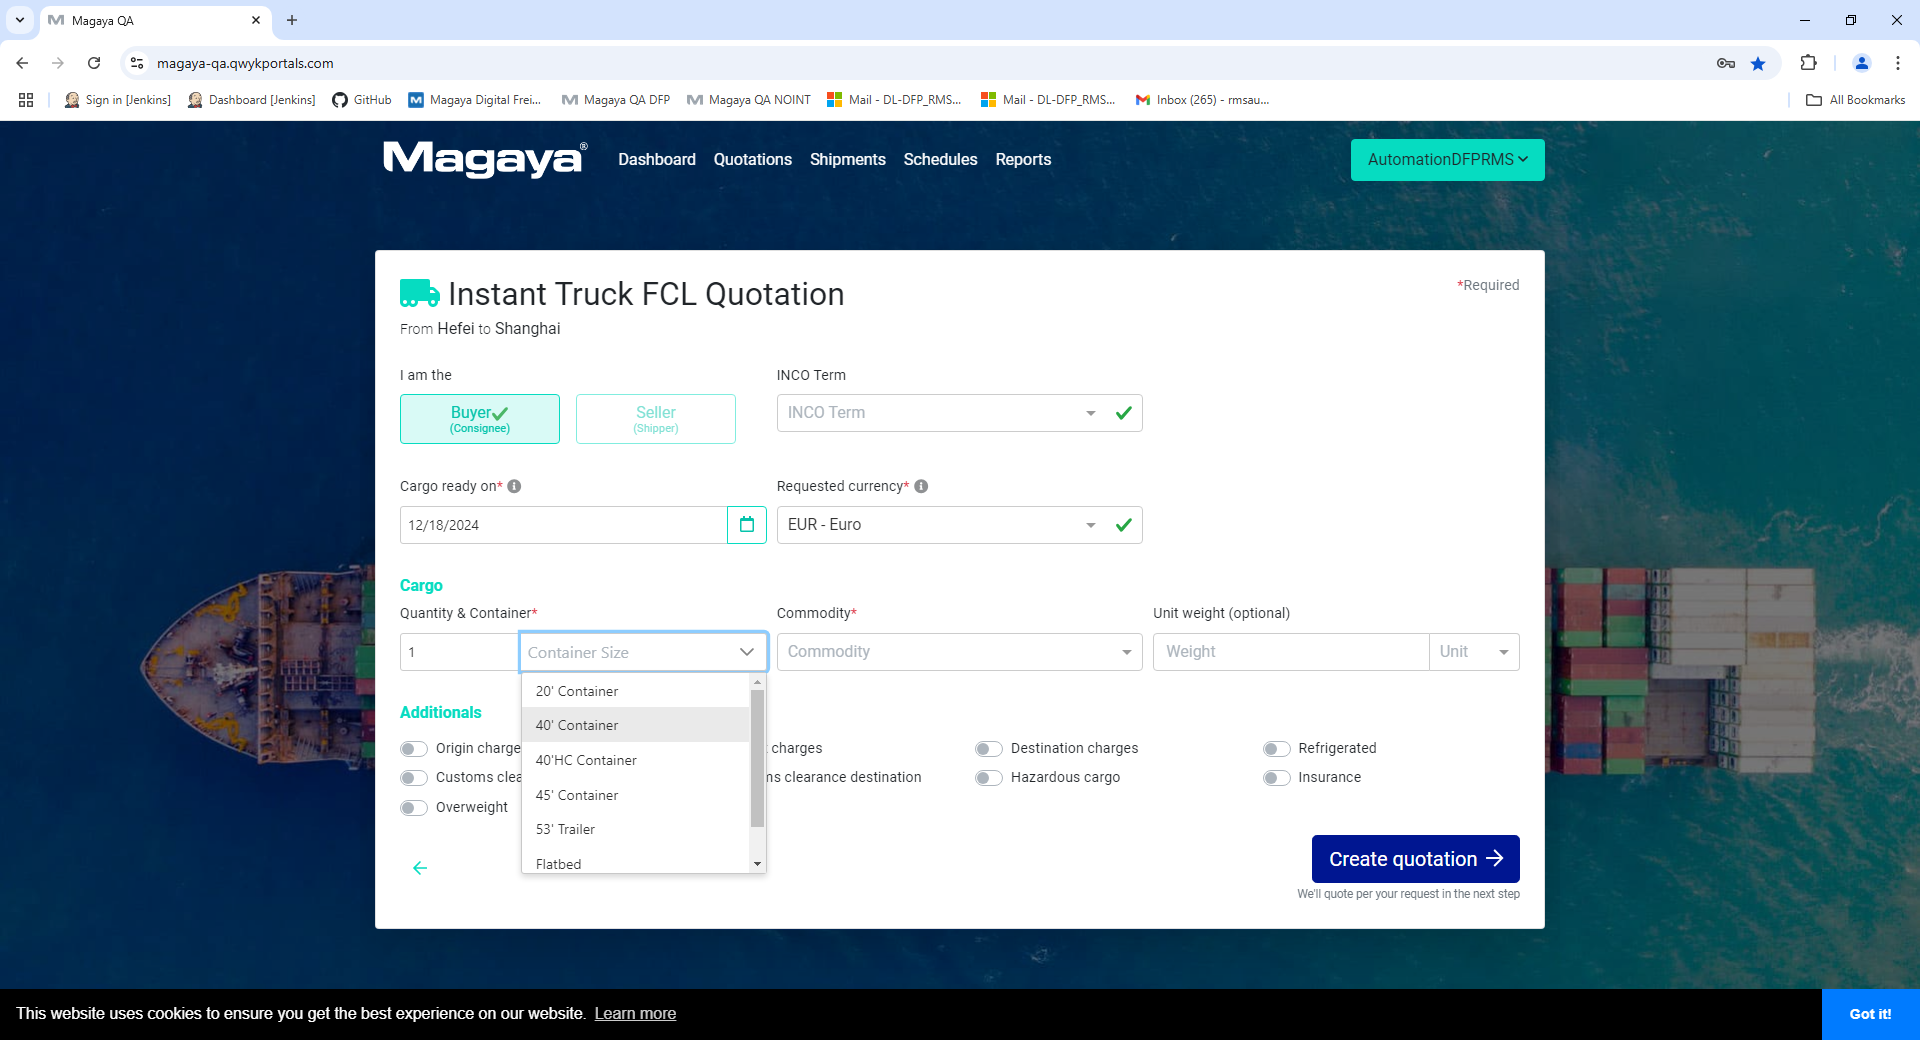 Magaya QA
magaya-qa.qwykportals.com
Sign in [Jenkins]
Dashboard [Jenkins]
GitHub
Magaya Digital Frei...
Magaya QA DFP
Magaya QA NOINT
Mail - DL-DFP_RMS...
Mail - DL-DFP_RMS...
Inbox (265) - rmsau...
All Bookmarks
Magaya®
Dashboard
Quotations
Shipments
Schedules
Reports
AutomationDFPRMS
Instant Truck FCL Quotation
*Required
From Hefei to Shanghai
I am the
INCO Term
Buyer
(Consignee)
Seller
(Shipper)
INCO Term
Cargo ready on*
Requested currency*
12/18/2024
EUR - Euro
Cargo
Quantity & Container*
Commodity*
Unit weight (optional)
1
Container Size
Commodity
Weight
Unit
20' Container
40' Container
40'HC Container
45' Container
53' Trailer
Flatbed
Additionals
Origin charge
t charges
Destination charges
Refrigerated
Customs clea
ms clearance destination
Hazardous cargo
Insurance
Overweight
Create quotation
We'll quote per your request in the next step
This website uses cookies to ensure you get the best experience on our website. Learn more
Got it!